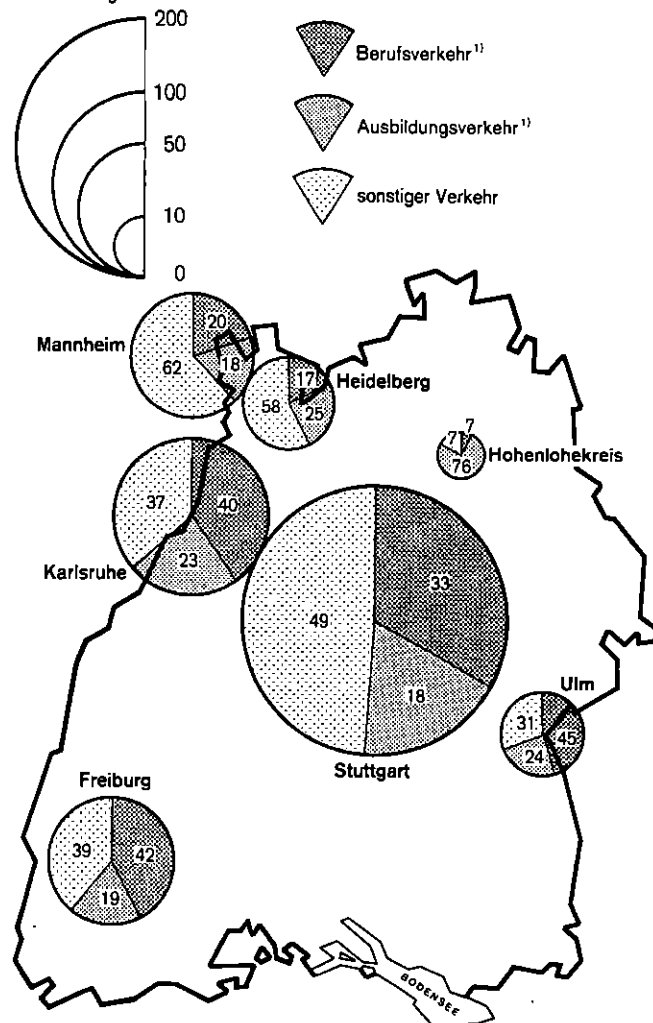 200
100
50
10
0
Berufsverkehr¹⁾
Ausbildungsverkehr¹⁾
sonstiger Verkehr
Mannheim
20
18
62
Heidelberg
17
25
58
Hohenlohekreis
7
7
76
Karlsruhe
37
40
23
Stuttgart
49
33
18
Ulm
31
45
24
Freiburg
39
42
19
BODENSEE